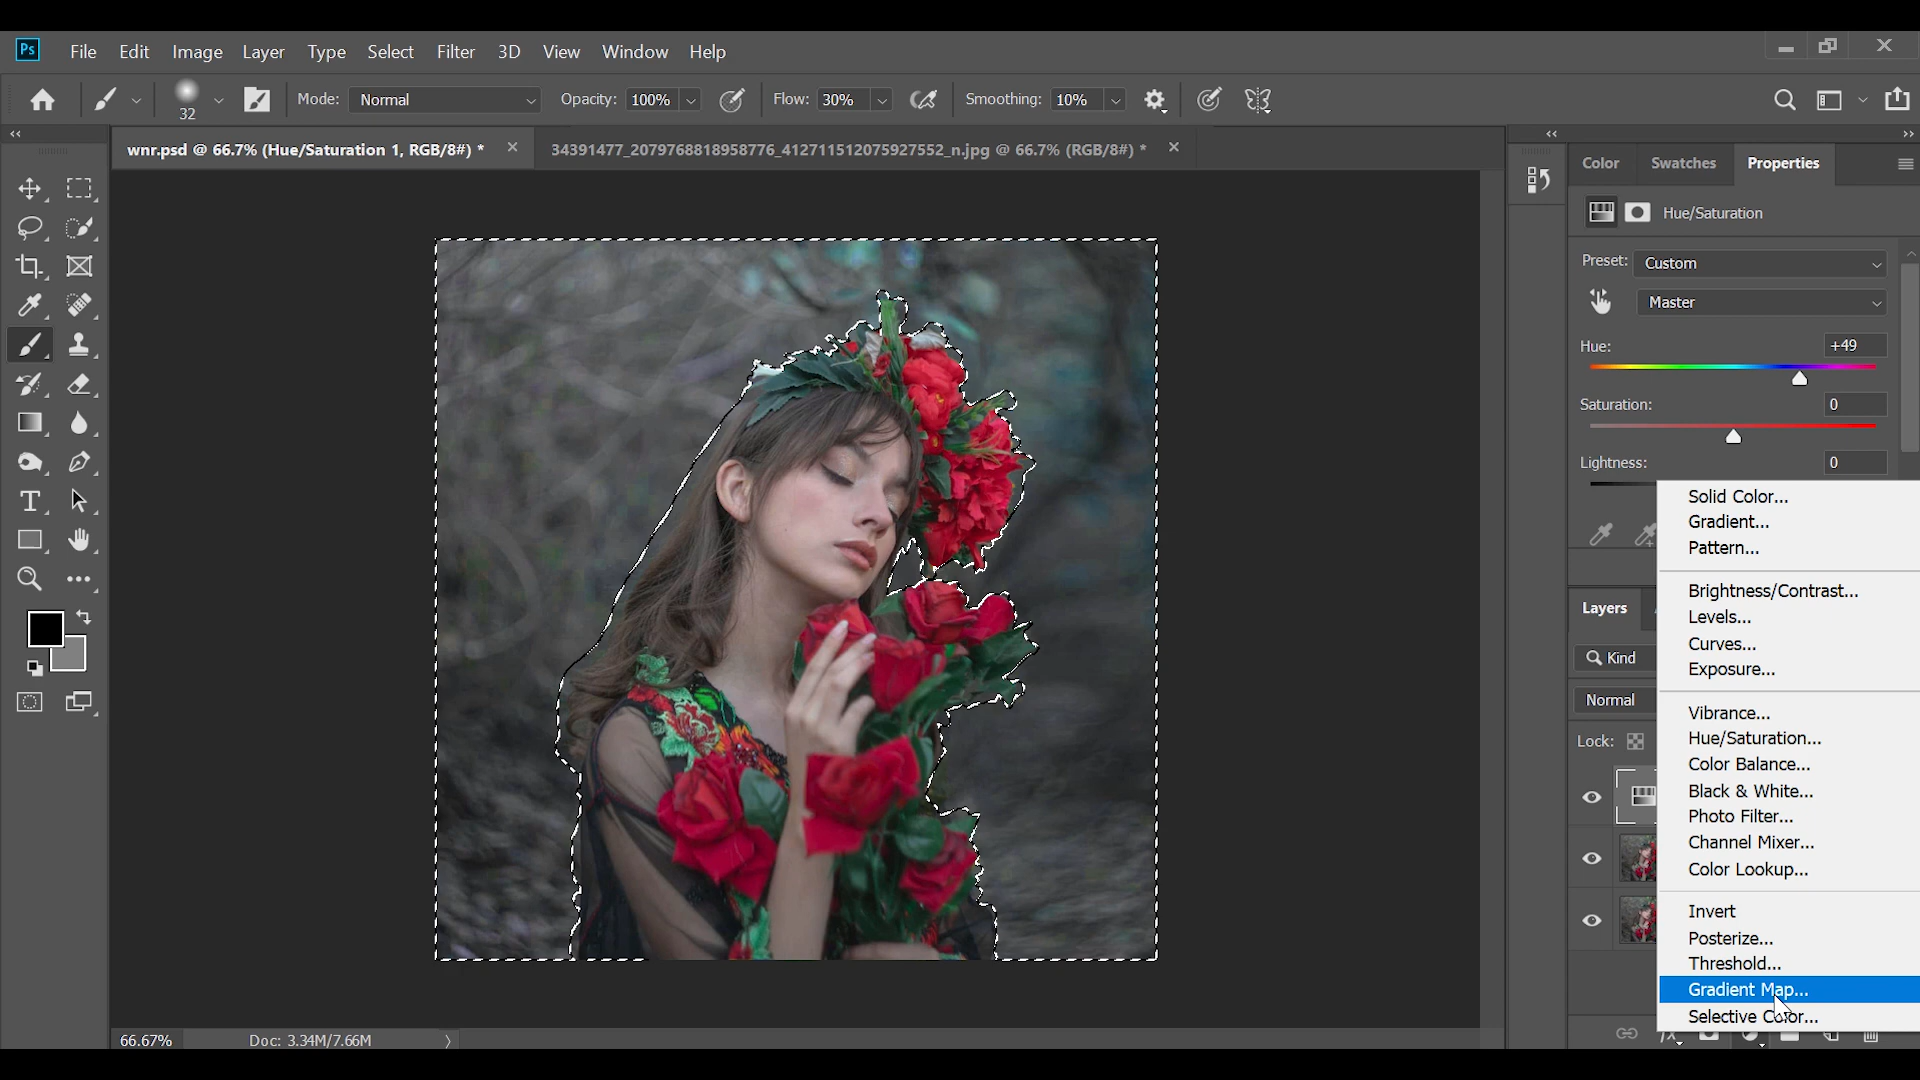 Ps File Edit Image Layer Type Select Filter 3D View Window Help
32 Mode: Normal Opacity: 100% Flow: 30% Smoothing: 10%
wnr.psd @ 66.7% (Hue/Saturation 1, RGB/8#) * 34391477_2079768818958776_412711512075927552_n.jpg @ 66.7% (RGB/8#) *
Color Swatches Properties
Hue/Saturation
Preset: Custom
Master
Hue: +49
Saturation: 0
Lightness: 0
Solid Color...
Gradient...
Pattern...
Brightness/Contrast...
Levels...
Curves...
Exposure...
Vibrance...
Hue/Saturation...
Color Balance...
Black & White...
Photo Filter...
Channel Mixer...
Color Lookup...
Invert
Posterize...
Threshold...
Gradient Map...
Selective Color...
Layers
Kind
Normal
Lock:
fx
66.67% Doc: 3.34M/7.66M